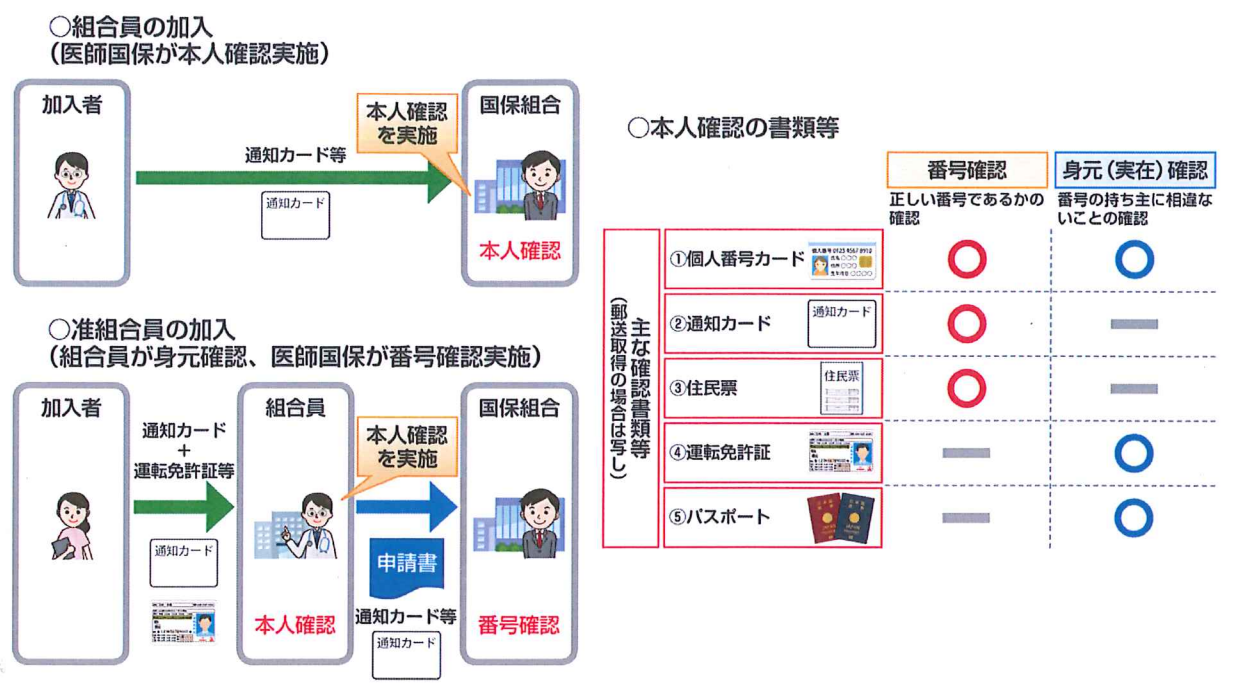 ○組合員の加入
（医師国保が本人確認実施）
加入者
通知カード等
通知カード
本人確認
を実施
国保組合
本人確認
○准組合員の加入
（組合員が身元確認、医師国保が番号確認実施）
加入者
通知カード
＋
運転免許証等
通知カード
組合員
本人確認
本人確認
を実施
申請書
通知カード等
通知カード
国保組合
番号確認
○本人確認の書類等
番号確認
身元（実在）確認
正しい番号であるかの
確認
番号の持ち主に相違な
いことの確認
主な確認書類等
（郵送取得の場合は写し）
①個人番号カード
個人番号 0123 4567 8910
②通知カード
通知カード
③住民票
住民票
④運転免許証
⑤パスポート